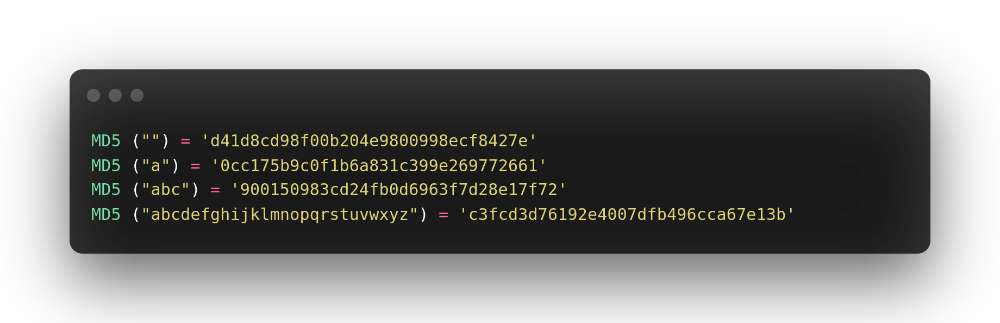 MD5 ("") = 'd41d8cd98f00b204e9800998ecf8427e'
MD5 ("a") = '0cc175b9c0f1b6a831c399e269772661'
MD5 ("abc") = '900150983cd24fb0d6963f7d28e17f72'
MD5 ("abcdefghijklmnopqrstuvwxyz") = 'c3fcd3d76192e4007dfb496cca67e13b'